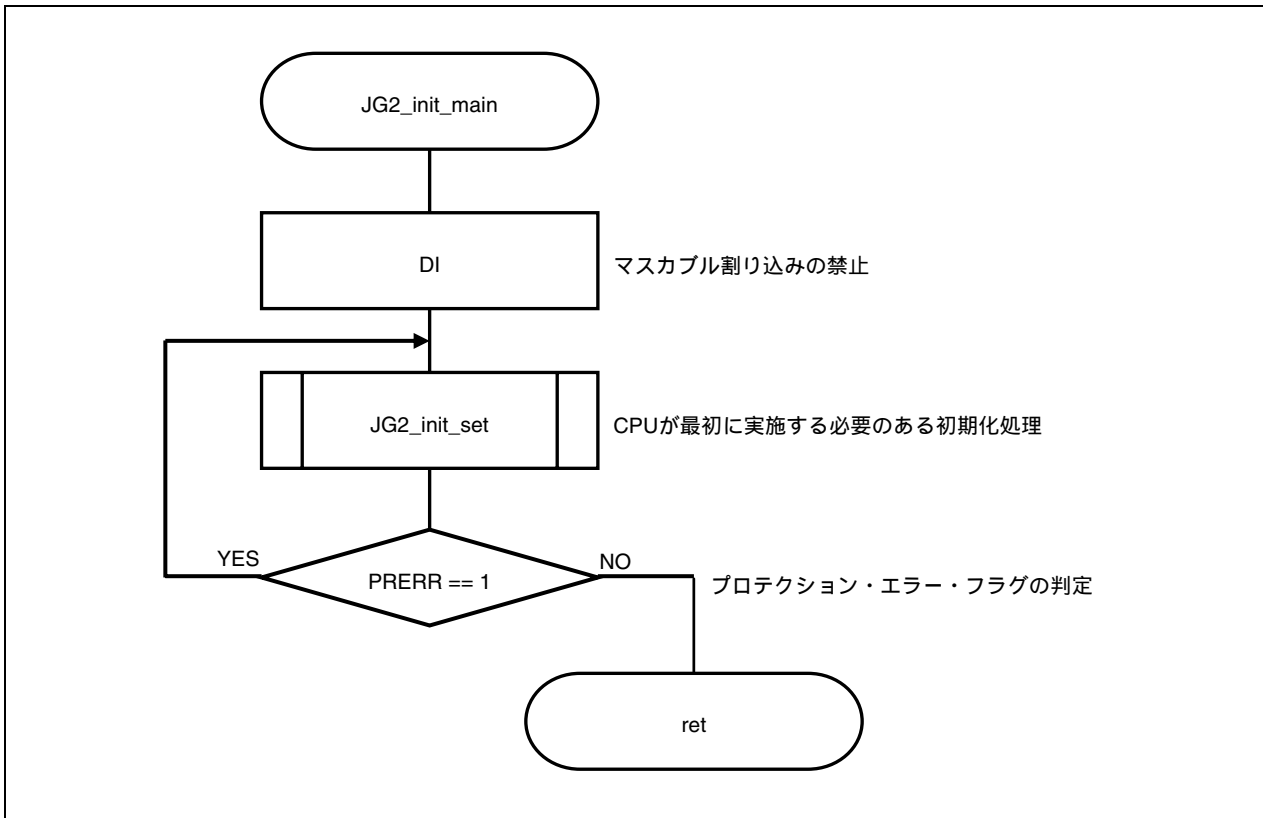 JG2_init_main
DI
マスカブル割り込みの禁止
JG2_init_set
CPUが最初に実施する必要のある初期化処理
YES
PRERR == 1
NO
プロテクション・エラー・フラグの判定
ret